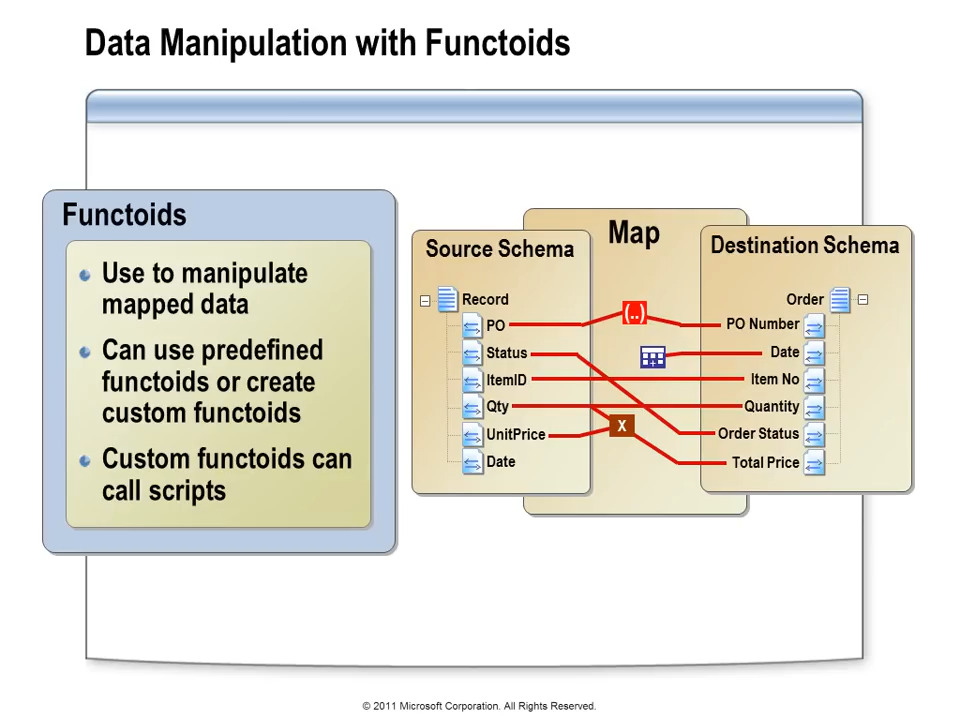 Data Manipulation with Functoids
Functoids
Use to manipulate
mapped data
Can use predefined
functoids or create
custom functoids
Custom functoids can
call scripts
Map
Source Schema
Record
PO
Status
ItemID
Qty
UnitPrice
Date
(..)
X
Destination Schema
Order
PO Number
Date
Item No
Quantity
Order Status
Total Price
© 2011 Microsoft Corporation. All Rights Reserved.